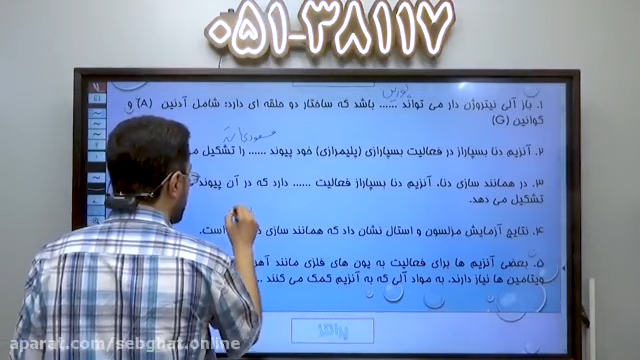 ۰۵۱-۳۸۱۱۷
۱. باز آلی نیتروژن دار می تواند ...... باشد که ساختار دو حلقه ای دارد: شامل آدنین (A) و
گوانین (G)
۲. آنزیم دنا بسپاراز در فعالیت بسپارازی (پلیمرازی) خود پیوند ...... را تشکیل
۳. در همانند سازی دنا، آنزیم دنا بسپاراز فعالیت ...... دارد که در آن پیوند
تشکیل می دهد.
۴. نتایج آزمایش مزلسون و استال نشان داد که همانند سازی است.
۵. بعضی آنزیم ها برای فعالیت به یون های فلزی مانند آهن
ویتامین ها نیاز دارند. به مواد آلی که به آنزیم کمک می کنند
aparat.com/sebghat.online